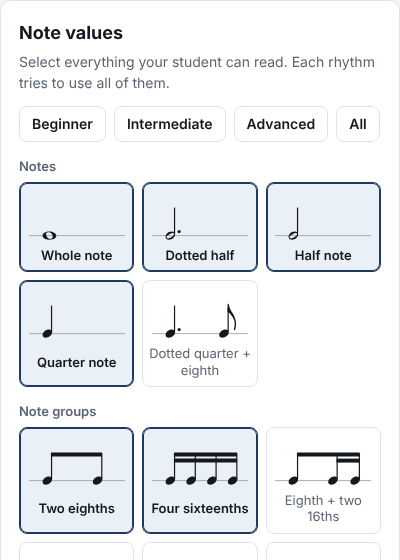 Note values
Select everything your student can read. Each rhythm
tries to use all of them.
Beginner
Intermediate
Advanced
All
Notes
Whole note
Dotted half
Half note
Quarter note
Dotted quarter +
eighth
Note groups
Two eighths
Four sixteenths
Eighth + two
16ths